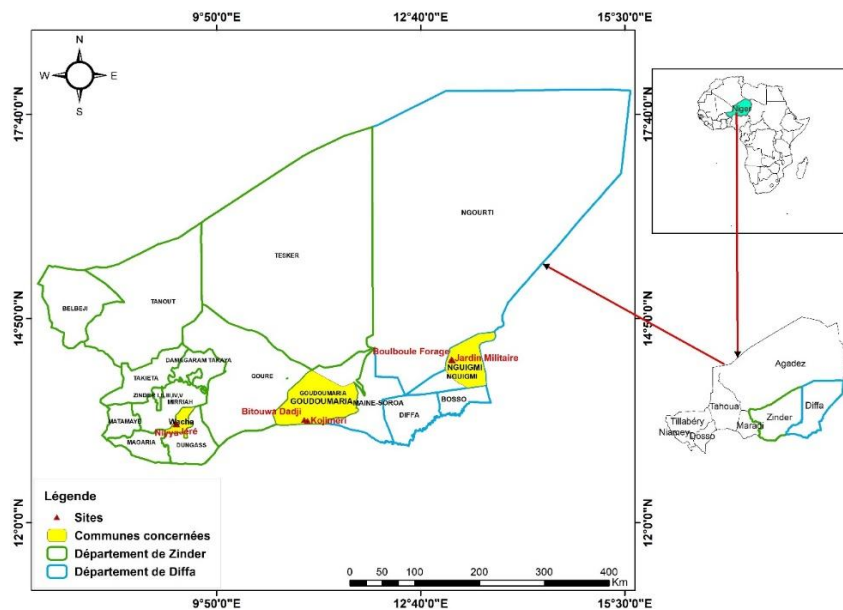 9°50'0"E
12°40'0"E
15°30'0"E
N
W
E
S
17°40'0"N
17°40'0"N
Niger
NGOURTI
TESKER
BELBEJI
TANOUT
14°50'0"N
14°50'0"N
Boulboule Forage
Jardin Militaire
NGUIGMI
NGUIGMI
DAMAGARAM TAKAYA
GOURE
TAKIETA
MIRRIAH
GOUDOUMARIA
GOUDOUMARIA
MAINE-SOROA
BOSSO
DIFFA
Bitouwa Dadji
Kojimeri
MATAMAYE
Wacha
MAGARIA
DUNGASS
Agadez
Tahoua
Diffa
Zinder
Tillabéry
Maradi
Niamey
Dosso
12°0'0"N
12°0'0"N
Légende
Sites
Communes concernées
Département de Zinder
Département de Diffa
0 50 100 200 300 400
Km
9°50'0"E
12°40'0"E
15°30'0"E